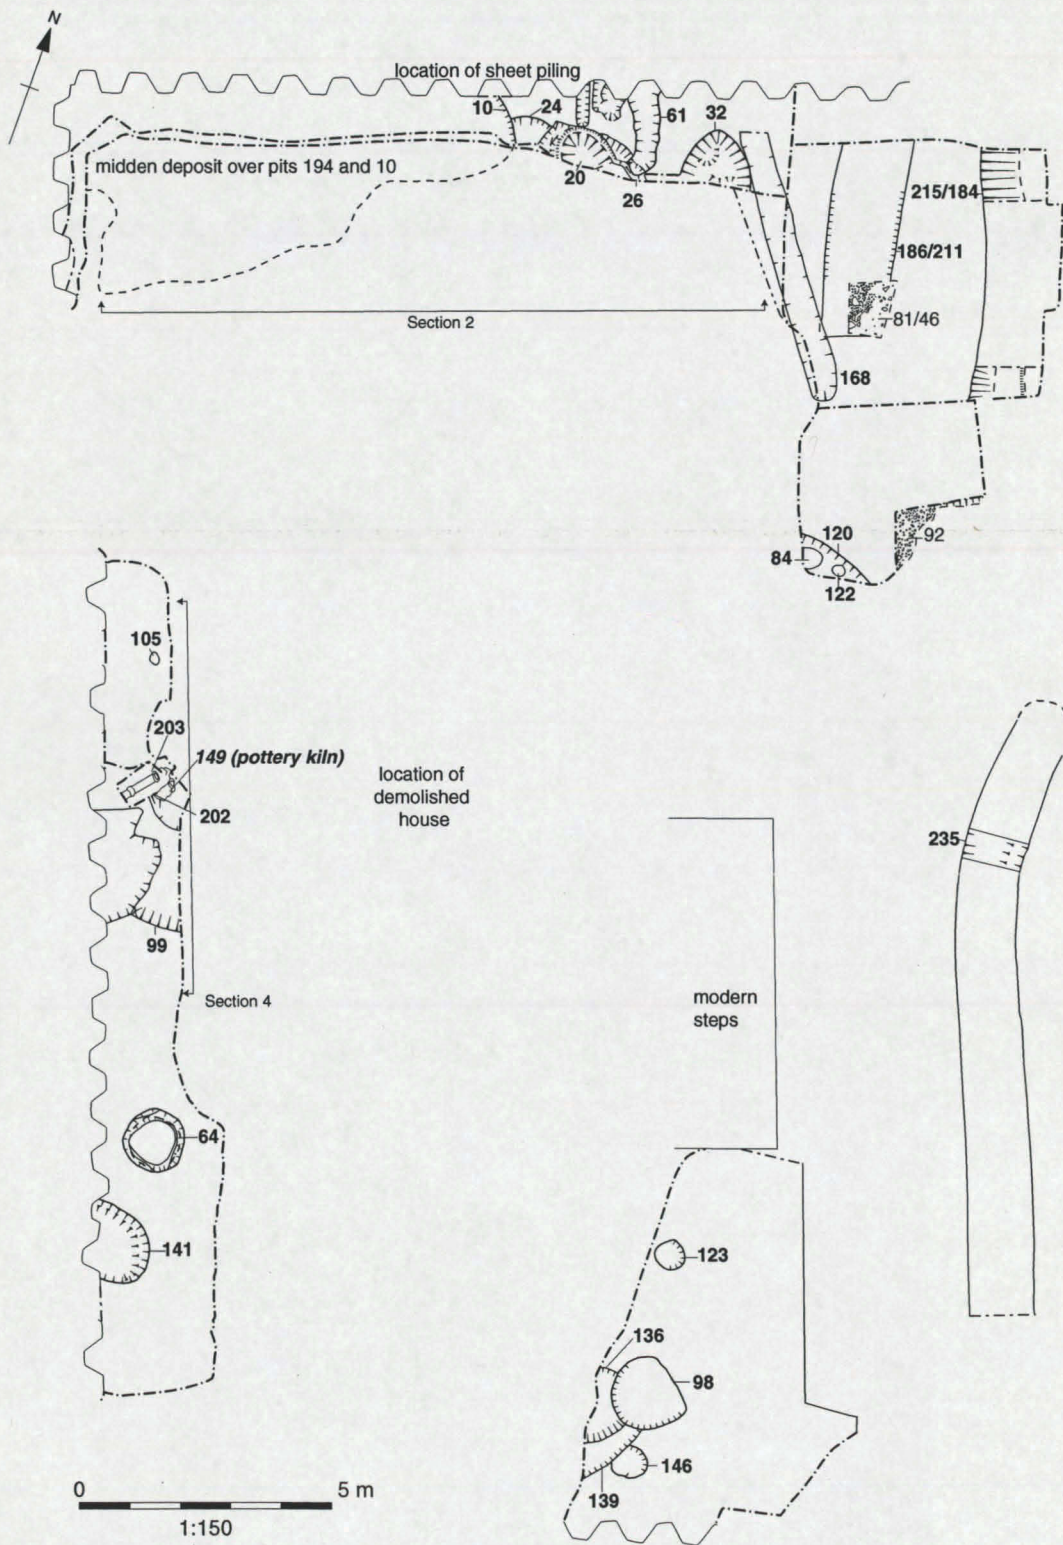 N
location of sheet piling
10
24
61
32
midden deposit over pits 194 and 10
20
26
215/184
186/211
81/46
Section 2
168
120
92
84
122
105
203
149 (pottery kiln)
location of
demolished
house
202
235
99
Section 4
modern
steps
64
123
141
136
98
146
139
0 5 m
1:150